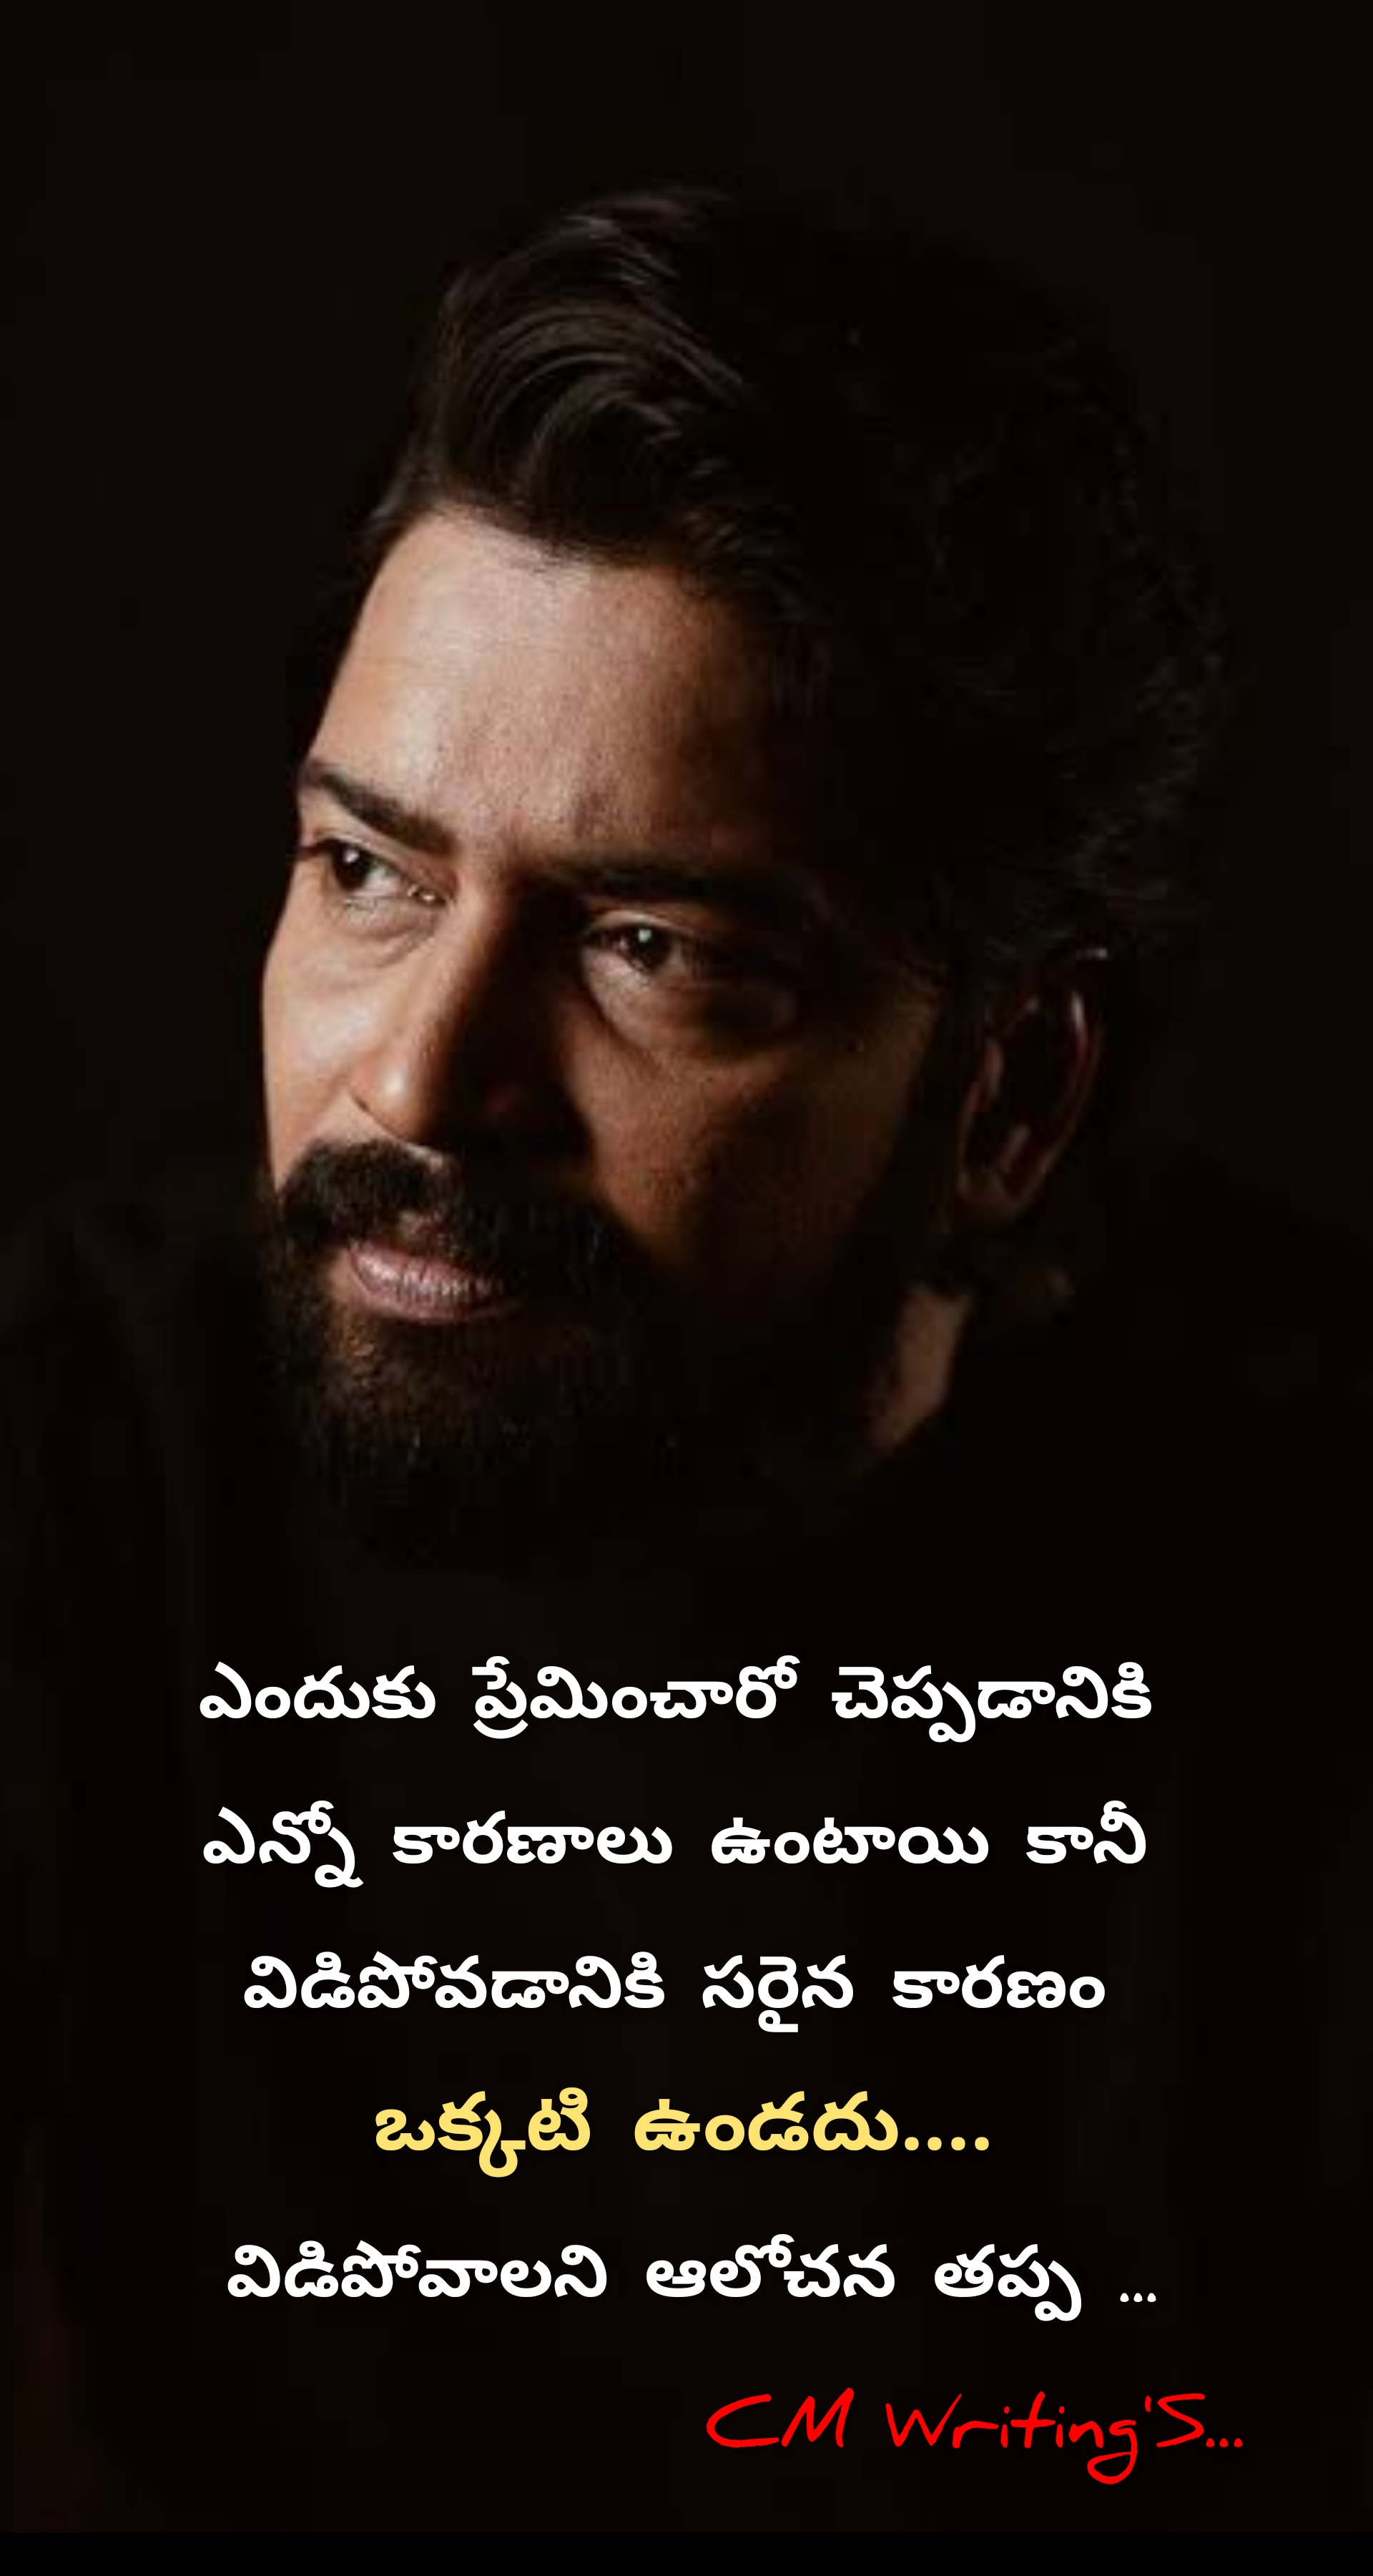 ఎందుకు ప్రేమించారో చెప్పడానికి
ఎన్నో కారణాలు ఉంటాయి కానీ
విడిపోవడానికి సరైన కారణం
ఒక్కటి ఉండదు....
విడిపోవాలని ఆలోచన తప్ప ...
CM Writing'S...